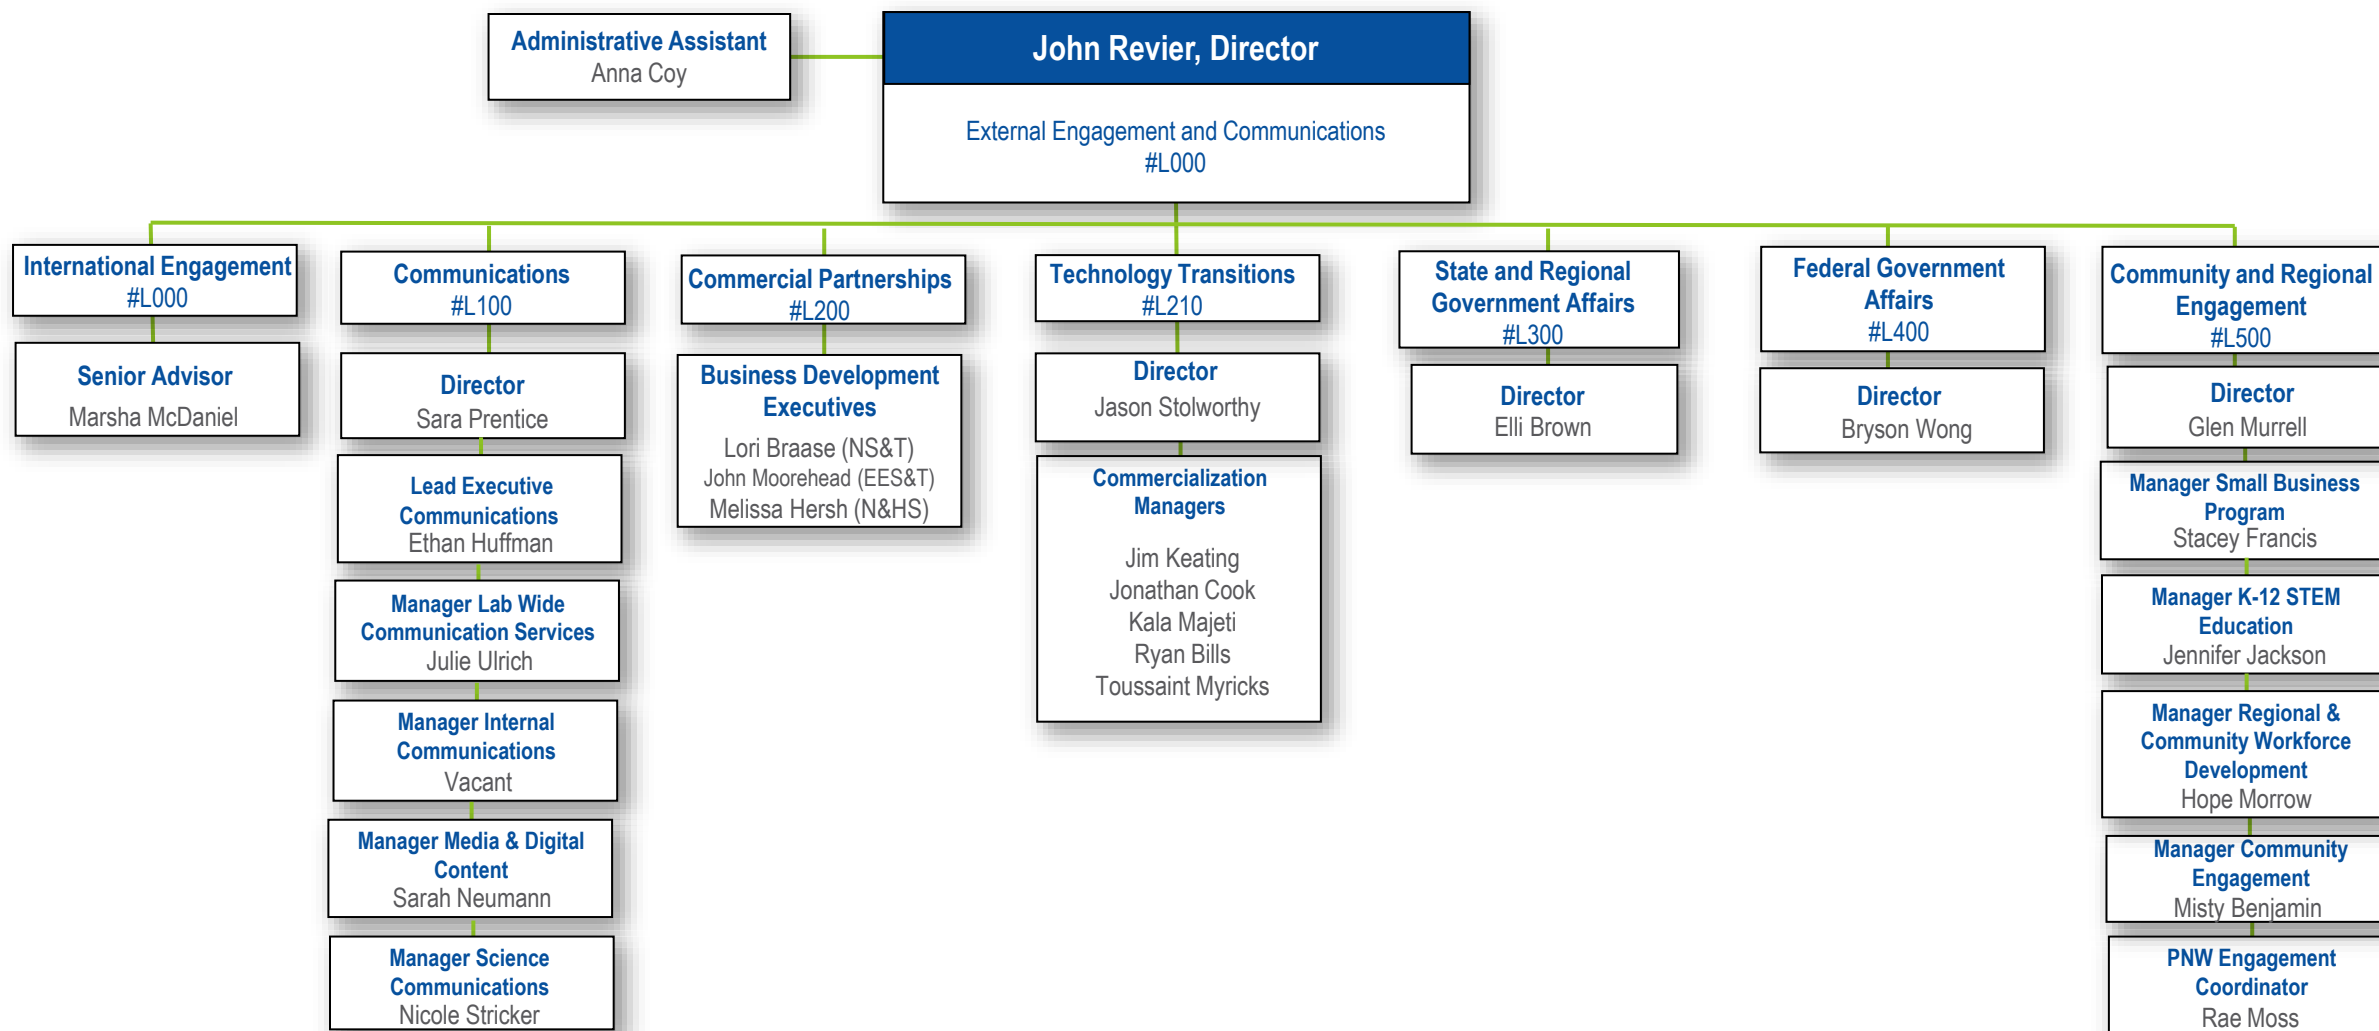 Administrative Assistant
Anna Coy
John Revier, Director
External Engagement and Communications
#L000
International Engagement
#L000
Senior Advisor
Marsha McDaniel
Communications
#L100
Director
Sara Prentice
Lead Executive
Communications
Ethan Huffman
Manager Lab Wide
Communication Services
Julie Ulrich
Manager Internal
Communications
Vacant
Manager Media & Digital
Content
Sarah Neumann
Manager Science
Communications
Nicole Stricker
Commercial Partnerships
#L200
Business Development
Executives
Lori Braase (NS&T)
John Moorehead (EES&T)
Melissa Hersh (N&HS)
Technology Transitions
#L210
Director
Jason Stolworthy
Commercialization
Managers
Jim Keating
Jonathan Cook
Kala Majeti
Ryan Bills
Toussaint Myricks
State and Regional
Government Affairs
#L300
Director
Elli Brown
Federal Government
Affairs
#L400
Director
Bryson Wong
Community and Regional
Engagement
#L500
Director
Glen Murrell
Manager Small Business
Program
Stacey Francis
Manager K-12 STEM
Education
Jennifer Jackson
Manager Regional &
Community Workforce
Development
Hope Morrow
Manager Community
Engagement
Misty Benjamin
PNW Engagement
Coordinator
Rae Moss